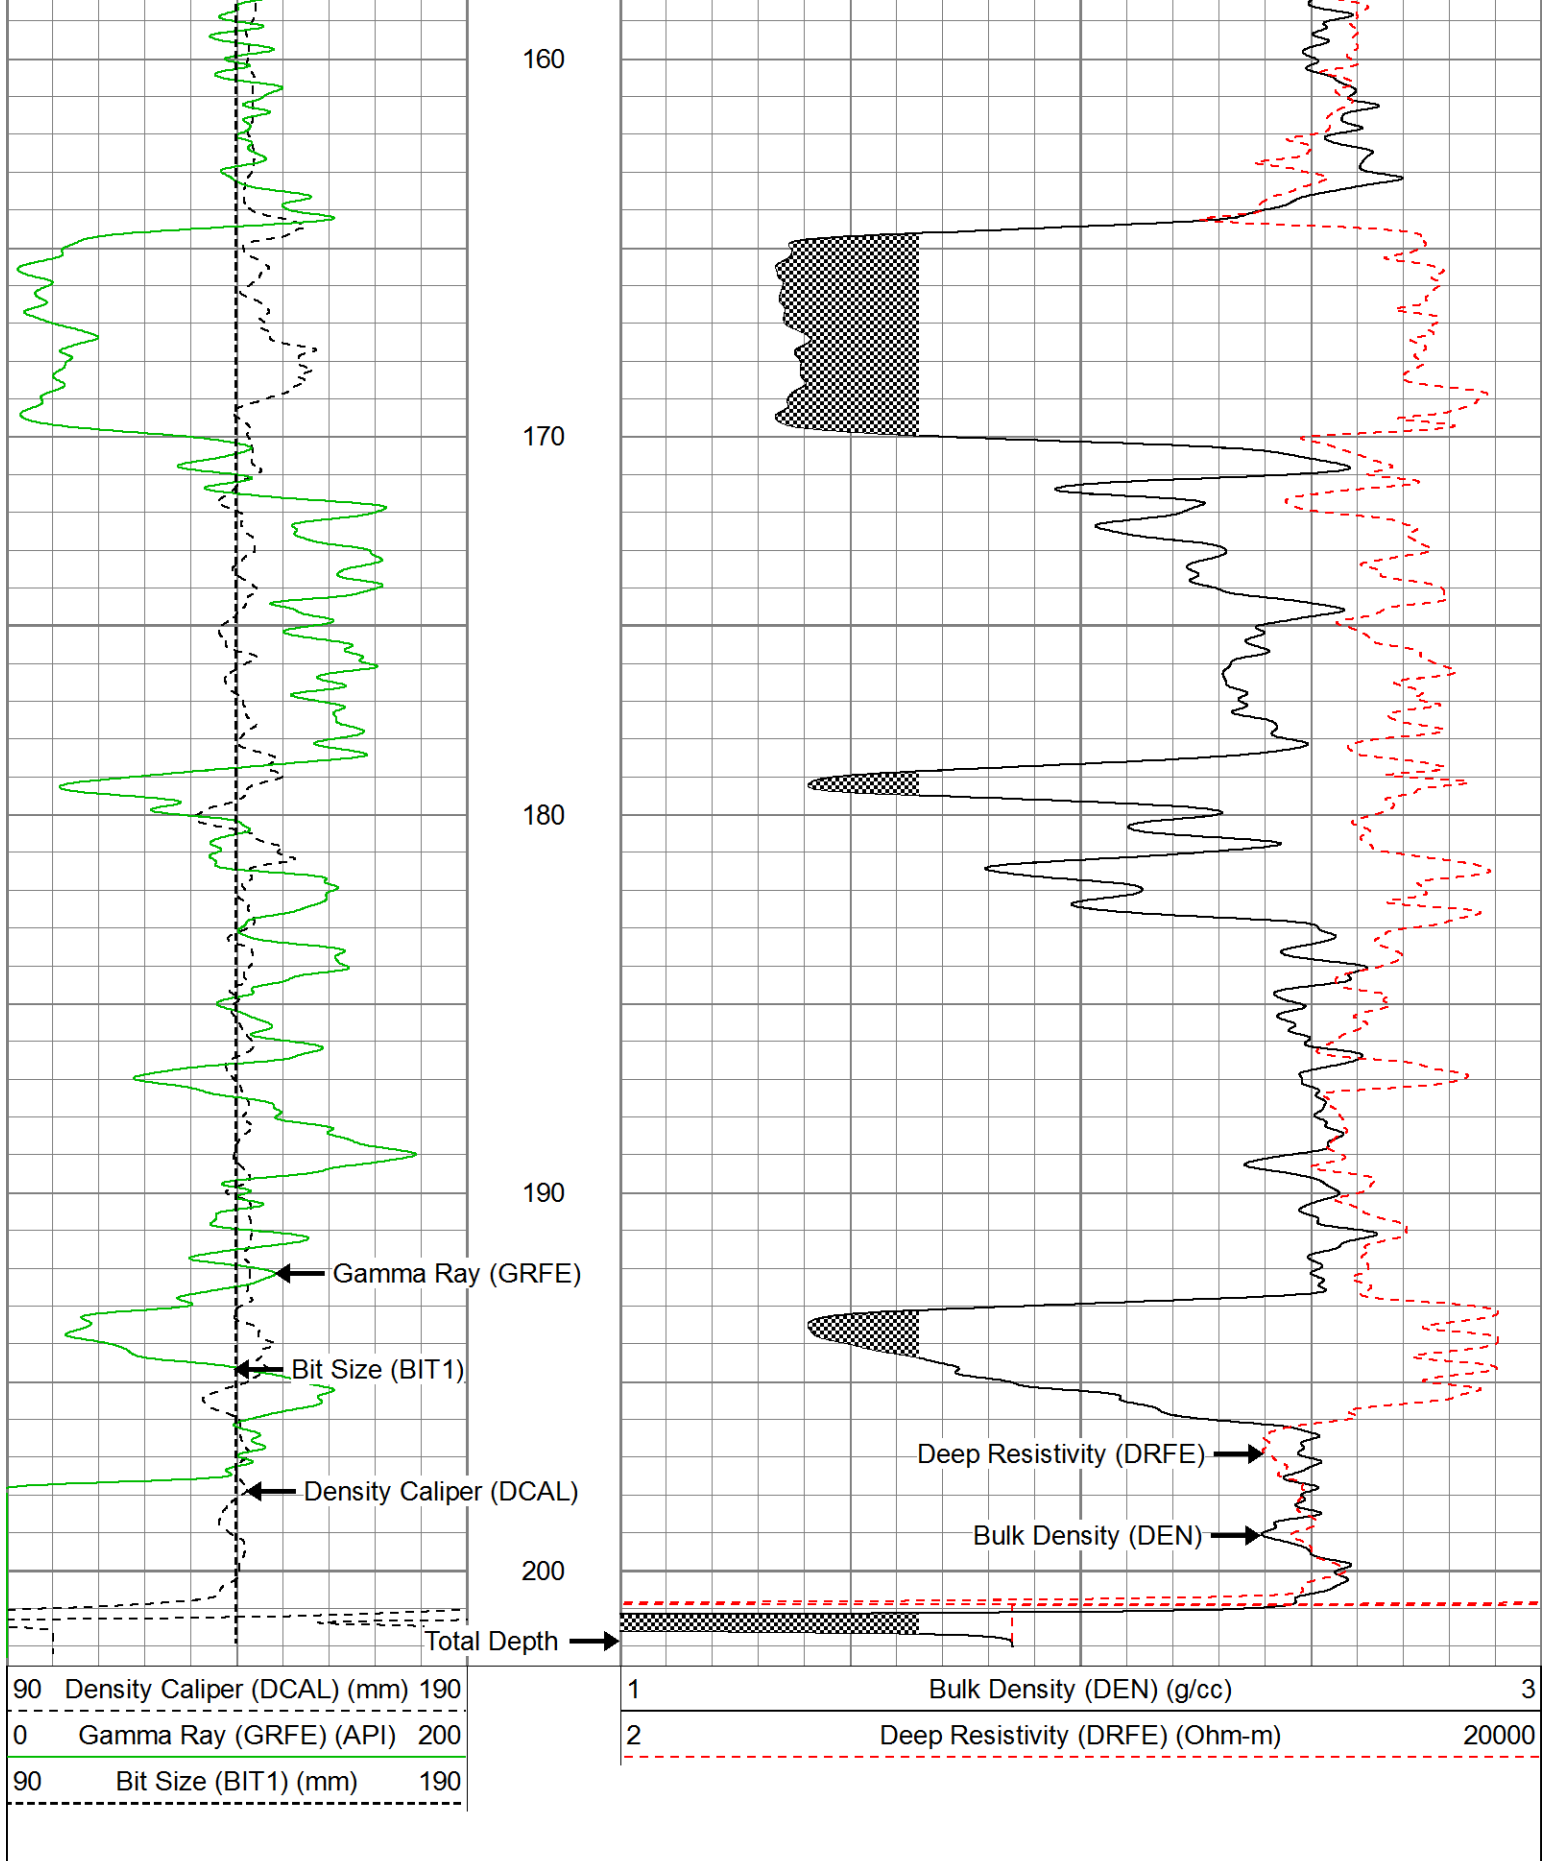 160
170
180
190
Gamma Ray (GRFE)
Bit Size (BIT1)
Deep Resistivity (DRFE)
Density Caliper (DCAL)
Bulk Density (DEN)
200
Total Depth
90 Density Caliper (DCAL) (mm) 190
1 Bulk Density (DEN) (g/cc) 3
0 Gamma Ray (GRFE) (API) 200
2 Deep Resistivity (DRFE) (Ohm-m) 20000
90 Bit Size (BIT1) (mm) 190